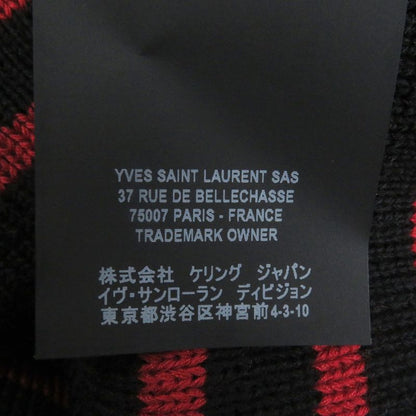 YVES SAINT LAURENT SAS
37 RUE DE BELLECHASSE
75007 PARIS - FRANCE
TRADEMARK OWNER
株式会社 ケリング ジャパン
イヴ・サンローラン ディビジョン
東京都渋谷区神宮前4-3-10